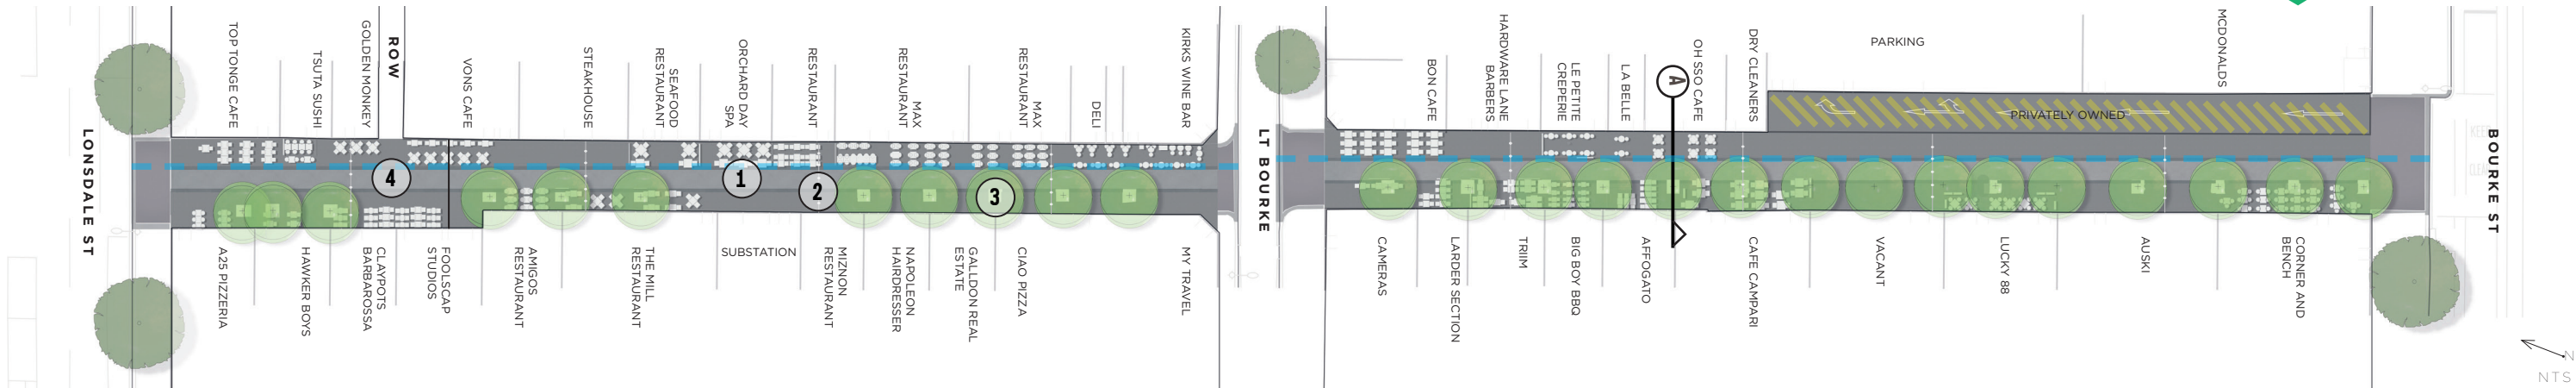 LONSDALE ST
TOP TONGE CAFE
TSUTA SUSHI
GOLDEN MONKEY
ROW
VONS CAFE
STEAKHOUSE
SEAFOOD
RESTAURANT
ORCHARD DAY
SPA
RESTAURANT
MAX
RESTAURANT
MAX
RESTAURANT
DELI
KIRKS WINE BAR
4
1
2
3
A25 PIZZERIA
HAWKER BOYS
CLAYPOTS
BARBAROSSA
FOOLSCAP
STUDIOS
AMIGOS
RESTAURANT
THE MILL
RESTAURANT
SUBSTATION
MIZNON
RESTAURANT
NAPOLEON
HAIRDRESSER
GALLDON REAL
ESTATE
CIAO PIZZA
MY TRAVEL
LT BOURKE
BON CAFE
HARDWARE LANE
BARBERS
LE PETITE
CREPERIE
LA BELLE
A
OH SSO CAFE
DRY CLEANERS
PARKING
MCDONALDS
PRIVATELY OWNED
CAMERAS
LARDER SECTION
TRIIM
BIG BOY BBQ
AFFOGATO
CAFE CAMPARI
VACANT
LUCKY 88
AUSKI
CORNER AND
BENCH
BOURKE ST
N
NTS